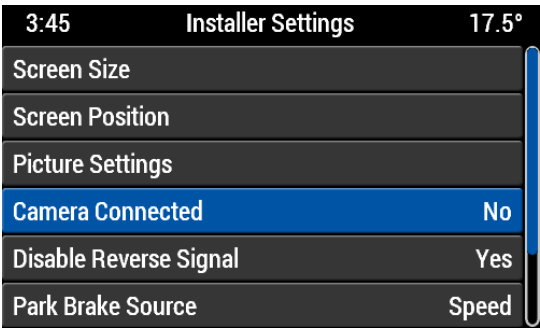 3:45 Installer Settings 17.5°
Screen Size
Screen Position
Picture Settings
Camera Connected No
Disable Reverse Signal Yes
Park Brake Source Speed